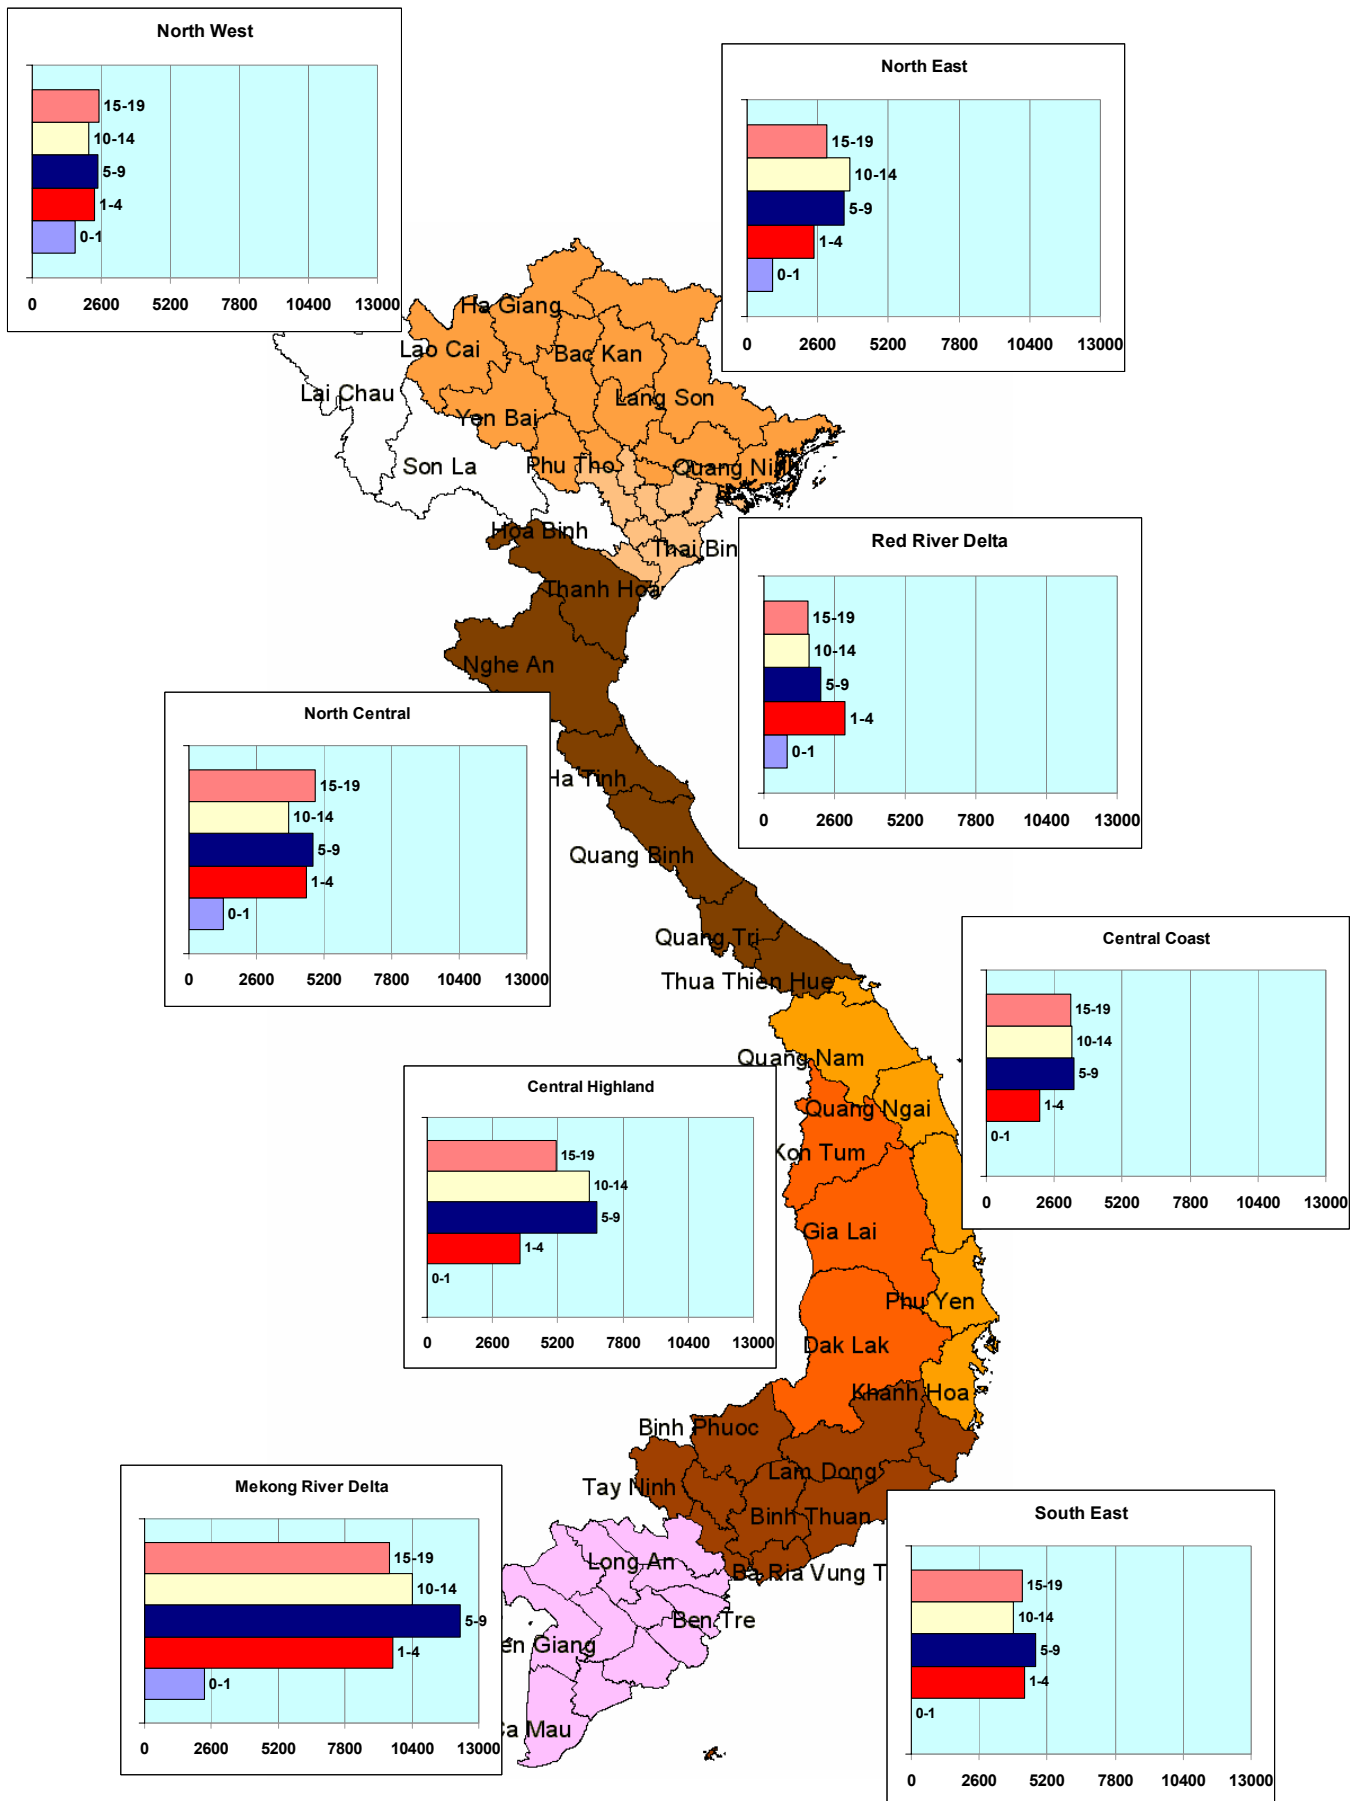 North West
15-19
10-14
5-9
1-4
0-1
0 2600 5200 7800 10400 13000
North East
15-19
10-14
5-9
1-4
0-1
0 2600 5200 7800 10400 13000
Ha Giang
Lao Cai
Bac Kan
Lai Chau
Lang Son
Yen Bai
Son La
Phu Tho
Quang Ninh
Hoa Binh
Thai Bin
Thanh Hoa
Nghe An
Red River Delta
15-19
10-14
5-9
1-4
0-1
0 2600 5200 7800 10400 13000
North Central
15-19
10-14
5-9
1-4
0-1
0 2600 5200 7800 10400 13000
Ha Tinh
Quang Binh
Quang Tri
Thua Thien Hue
Central Coast
15-19
10-14
5-9
1-4
0-1
0 2600 5200 7800 10400 13000
Quang Nam
Quang Ngai
Kon Tum
Gia Lai
Phu Yen
Dak Lak
Khanh Hoa
Central Highland
15-19
10-14
5-9
1-4
0-1
0 2600 5200 7800 10400 13000
Binh Phuoc
Lam Dong
Tay Ninh
Binh Thuan
Long An
Ba Ria Vung T
Ben Tre
en Giang
Ca Mau
Mekong River Delta
15-19
10-14
5-9
1-4
0-1
0 2600 5200 7800 10400 13000
South East
15-19
10-14
5-9
1-4
0-1
0 2600 5200 7800 10400 13000